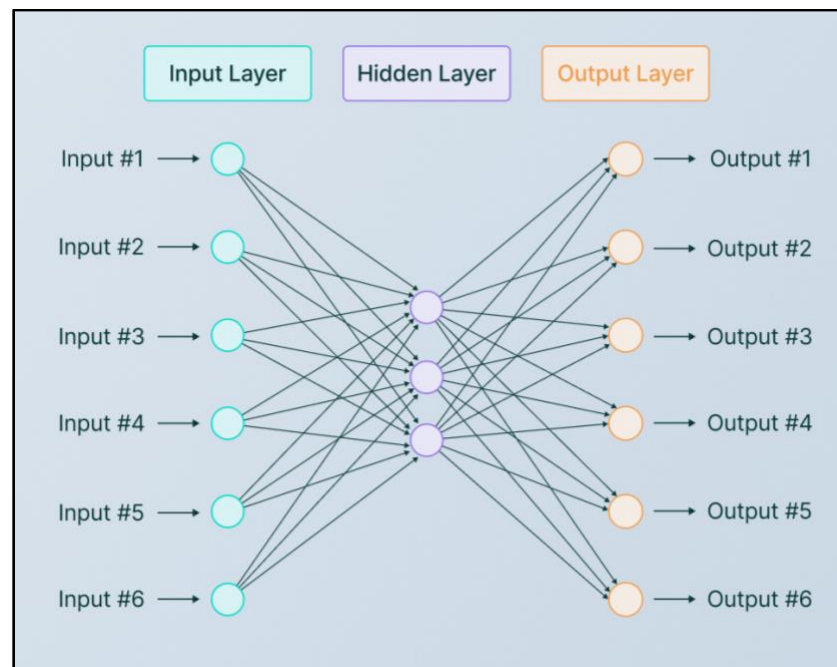 Input Layer
Hidden Layer
Output Layer
Input #1
Output #1
Input #2
Output #2
Input #3
Output #3
Input #4
Output #4
Input #5
Output #5
Input #6
Output #6